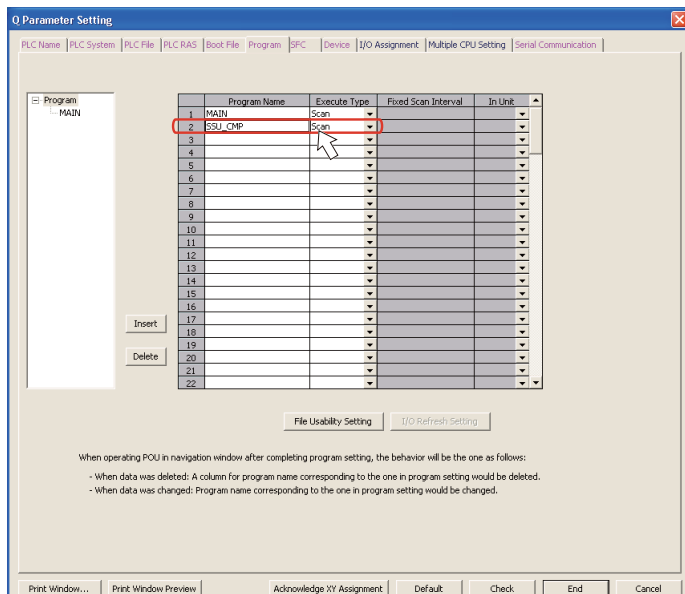 Q Parameter Setting
PLC Name PLC System PLC File PLC RAS Boot File Program SFC Device I/O Assignment Multiple CPU Setting Serial Communication
Program
MAIN
Program Name Execute Type Fixed Scan Interval In Unit
1 MAIN Scan
2 SSU_CMP Scan
3
4
5
6
7
8
9
10
11
12
13
14
15
16
17
18
19
20
21
22
Insert
Delete
File Usability Setting I/O Refresh Setting
When operating POU in navigation window after completing program setting, the behavior will be the one as follows:
- When data was deleted: A column for program name corresponding to the one in program setting would be deleted.
- When data was changed: Program name corresponding to the one in program setting would be changed.
Print Window... Print Window Preview Acknowledge XY Assignment Default Check End Cancel